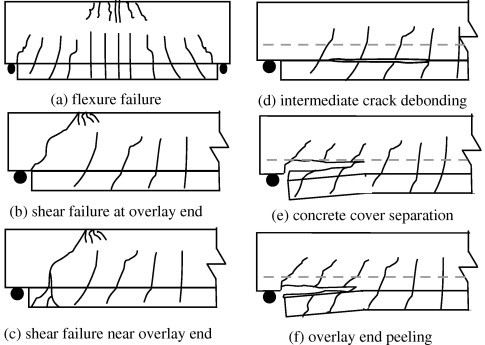 (a) flexure failure
(d) intermediate crack debonding
(b) shear failure at overlay end
(e) concrete cover separation
(c) shear failure near overlay end
(f) overlay end peeling